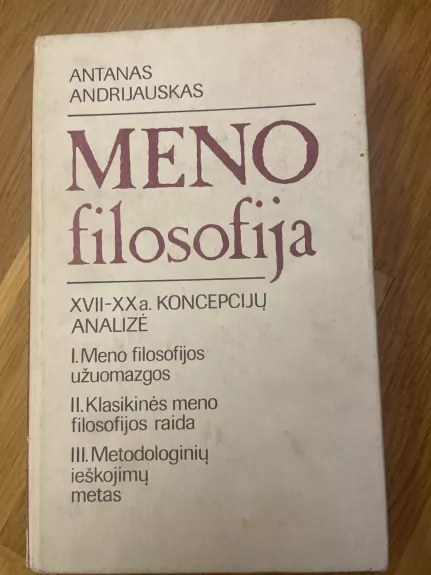 ANTANAS
ANDRIJAUSKAS
MENO
filosofija
XVII-XX a. KONCEPCIJŲ
ANALIZĖ
I. Meno filosofijos
užuomazgos
II. Klasikinės meno
filosofijos raida
III. Metodologinių
ieškojimų
metas